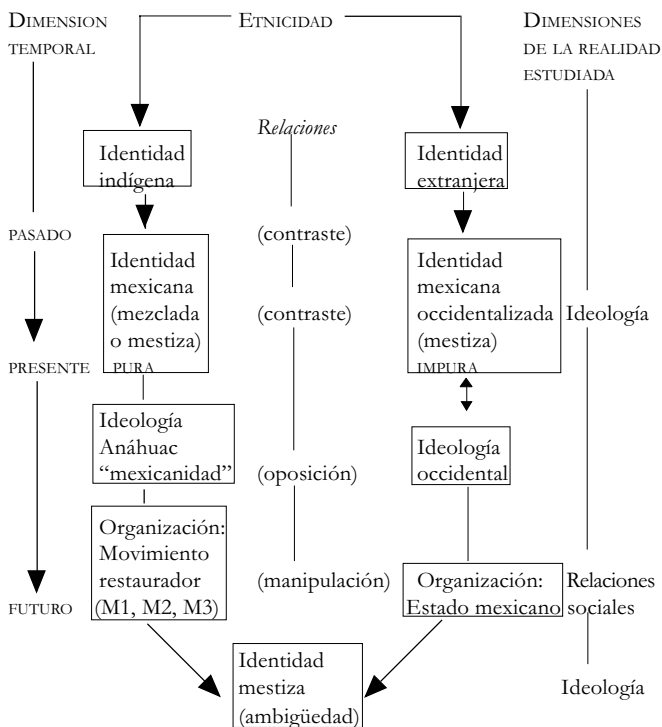 DIMENSION
TEMPORAL
ETNICIDAD
DIMENSIONES
DE LA REALIDAD
ESTUDIADA
Relaciones
Identidad
indígena
Identidad
extranjera
PASADO
(contraste)
Identidad
mexicana
(mezclada
o mestiza)
PURA
(contraste)
Identidad
mexicana
occidentalizada
(mestiza)
IMPURA
Ideología
PRESENTE
Ideología
Anáhuac
“mexicanidad”
(oposición)
Ideología
occidental
Organización:
Movimiento
restaurador
(M1, M2, M3)
(manipulación)
Organización:
Estado mexicano
Relaciones
sociales
FUTURO
Identidad
mestiza
(ambigüedad)
Ideología